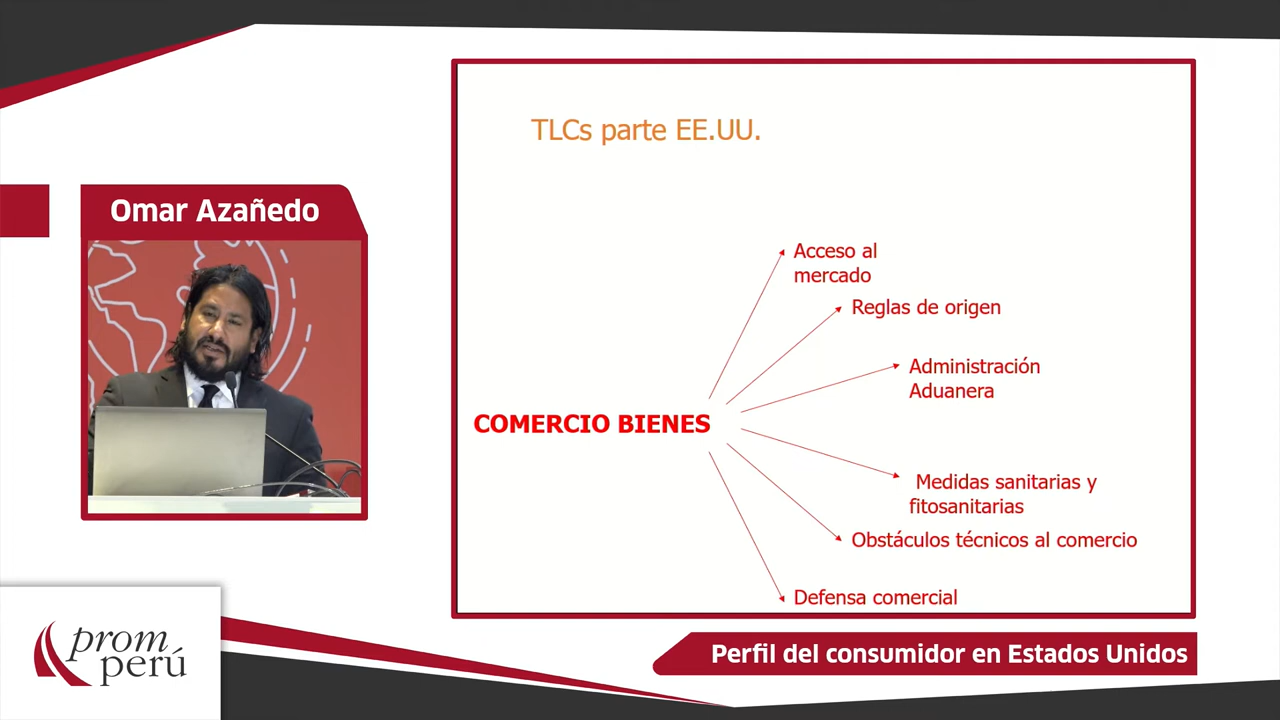 TLCs parte EE.UU.
Omar Azañedo
Acceso al
mercado
Reglas de origen
Administración
Aduanera
COMERCIO BIENES
Medidas sanitarias y
fitosanitarias
Obstáculos técnicos al comercio
Defensa comercial
Perfil del consumidor en Estados Unidos
prom
perú